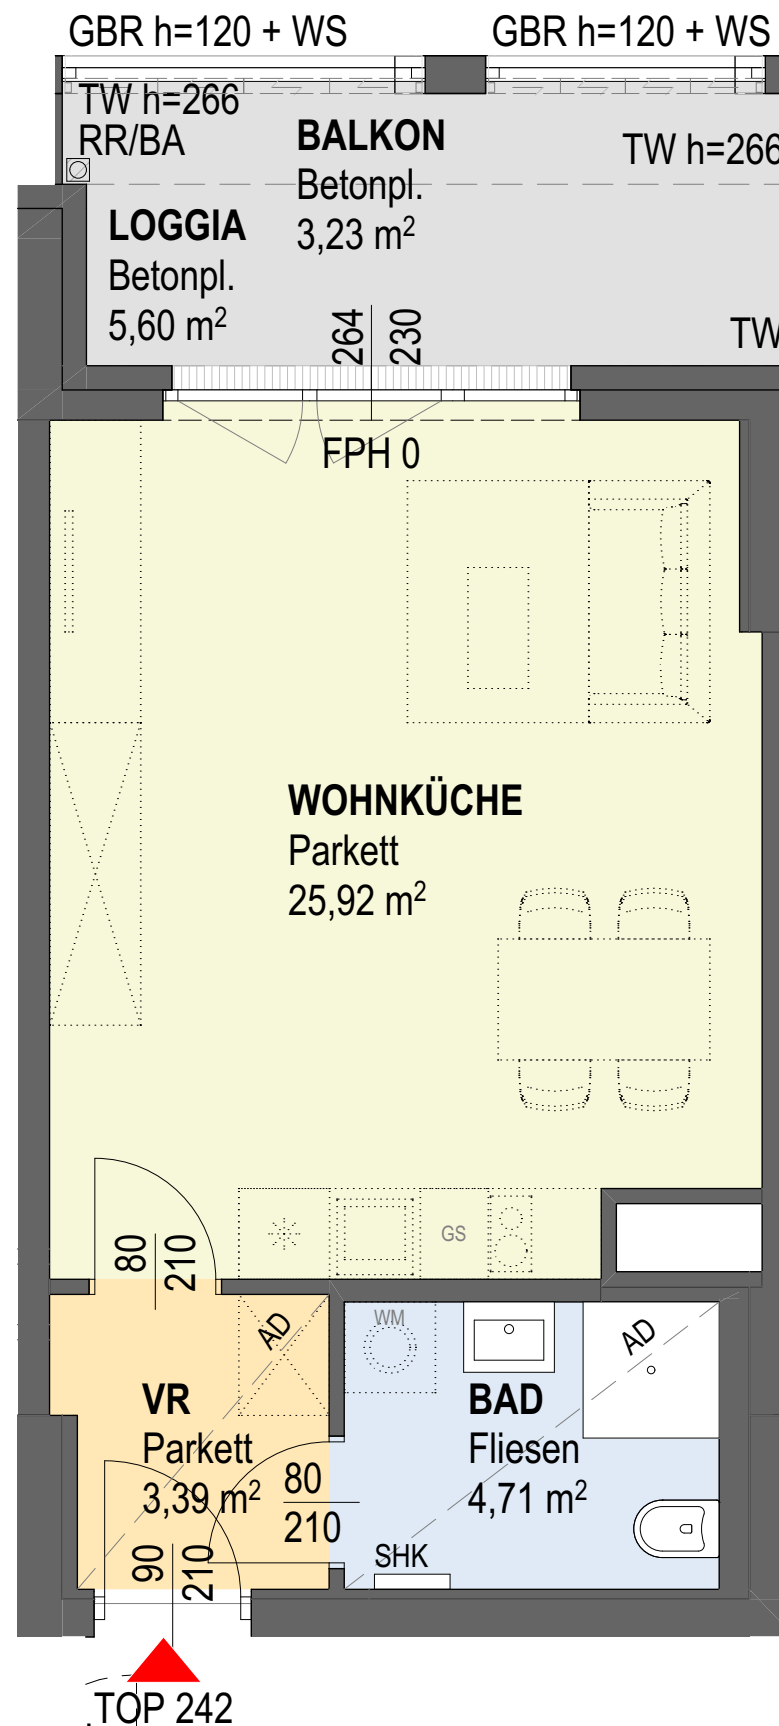 GBR h=120 + WS
GBR h=120 + WS
TW h=266
RR/BA
BALKON
Betonpl.
3,23 m²
TW h=266
LOGGIA
Betonpl.
5,60 m²
264
230
TW
FPH 0
WOHNKÜCHE
Parkett
25,92 m²
GS
80
210
AD
WM
AD
VR
Parkett
3,39 m²
BAD
Fliesen
4,71 m²
80
210
90
210
SHK
TOP 242